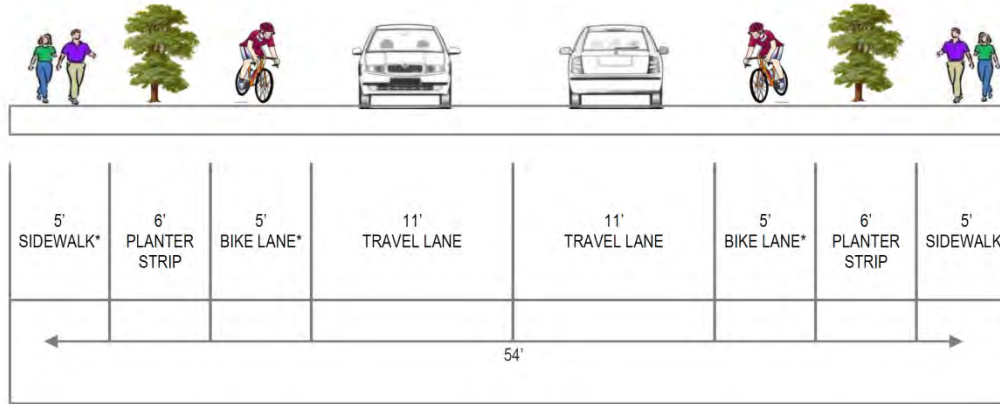 5'
SIDEWALK*
6'
PLANTER
STRIP
5'
BIKE LANE*
11'
TRAVEL LANE
11'
TRAVEL LANE
5'
BIKE LANE*
6'
PLANTER
STRIP
5'
SIDEWALK
54'